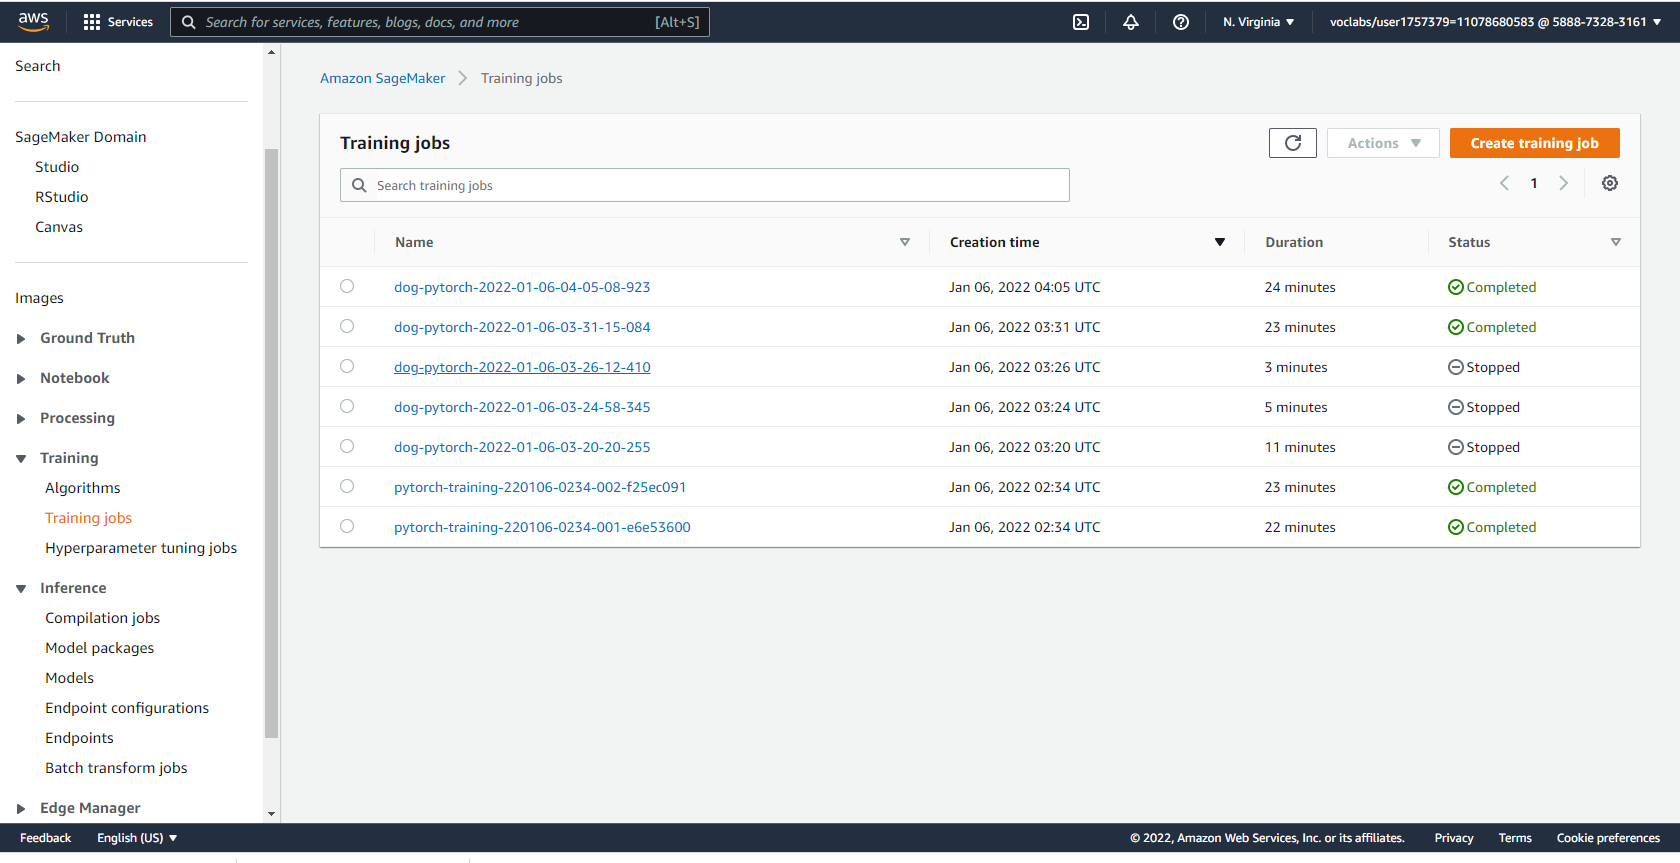 aws Services Search for services, features, blogs, docs, and more [Alt+S] N. Virginia voclabs/user1757379=11078680583 @ 5888-7328-3161
Search
SageMaker Domain
Studio
RStudio
Canvas
Images
Ground Truth
Notebook
Processing
Training
Algorithms
Training jobs
Hyperparameter tuning jobs
Inference
Compilation jobs
Model packages
Models
Endpoint configurations
Endpoints
Batch transform jobs
Edge Manager
Amazon SageMaker Training jobs
Training jobs Actions Create training job
Search training jobs 1
Name Creation time Duration Status
dog-pytorch-2022-01-06-04-05-08-923 Jan 06, 2022 04:05 UTC 24 minutes Completed
dog-pytorch-2022-01-06-03-31-15-084 Jan 06, 2022 03:31 UTC 23 minutes Completed
dog-pytorch-2022-01-06-03-26-12-410 Jan 06, 2022 03:26 UTC 3 minutes Stopped
dog-pytorch-2022-01-06-03-24-58-345 Jan 06, 2022 03:24 UTC 5 minutes Stopped
dog-pytorch-2022-01-06-03-20-20-255 Jan 06, 2022 03:20 UTC 11 minutes Stopped
pytorch-training-220106-0234-002-f25ec091 Jan 06, 2022 02:34 UTC 23 minutes Completed
pytorch-training-220106-0234-001-e6e53600 Jan 06, 2022 02:34 UTC 22 minutes Completed
Feedback English (US) © 2022, Amazon Web Services, Inc. or its affiliates. Privacy Terms Cookie preferences